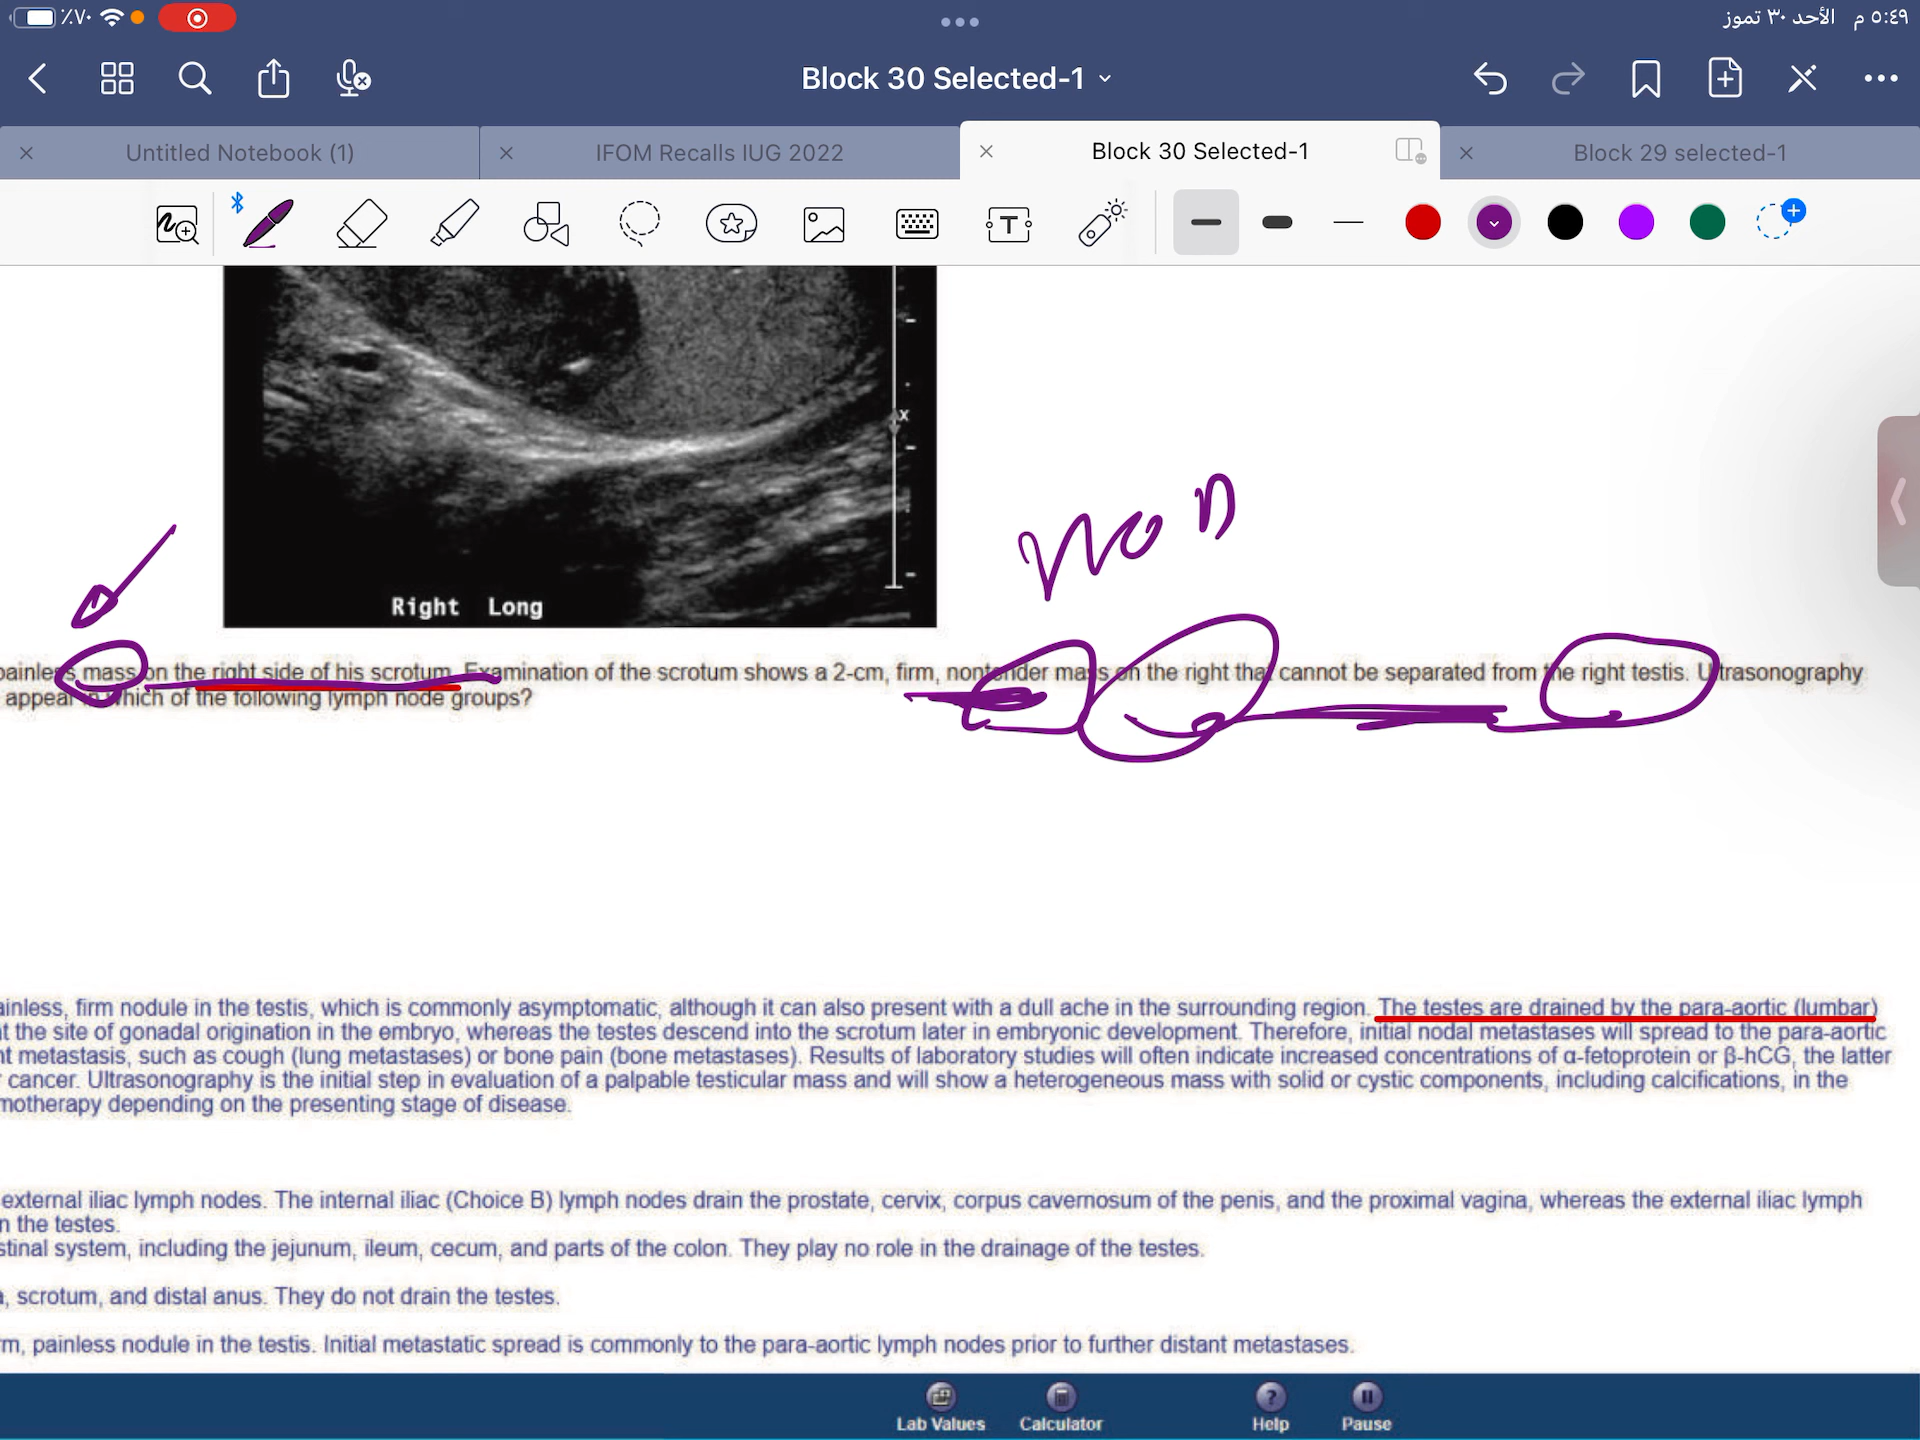 ٪٧٠
٥:٤٩ م الأحد ٣٠ تموز
Block 30 Selected-1
Untitled Notebook (1)
IFOM Recalls IUG 2022
Block 30 Selected-1
Block 29 selected-1
T
x
Right Long
mass on the right side of his scrotum. Examination of the scrotum shows a 2-cm, firm, nontender mass on the right that cannot be separated from the right testis. Ultrasonography
appear in which of the following lymph node groups?
ainless, firm nodule in the testis, which is commonly asymptomatic, although it can also present with a dull ache in the surrounding region. The testes are drained by the para-aortic (lumbar)
t the site of gonadal origination in the embryo, whereas the testes descend into the scrotum later in embryonic development. Therefore, initial nodal metastases will spread to the para-aortic
nt metastasis, such as cough (lung metastases) or bone pain (bone metastases). Results of laboratory studies will often indicate increased concentrations of α-fetoprotein or β-hCG, the latter
cancer. Ultrasonography is the initial step in evaluation of a palpable testicular mass and will show a heterogeneous mass with solid or cystic components, including calcifications, in the
motherapy depending on the presenting stage of disease.
external iliac lymph nodes. The internal iliac (Choice B) lymph nodes drain the prostate, cervix, corpus cavernosum of the penis, and the proximal vagina, whereas the external iliac lymph
n the testes.
stinal system, including the jejunum, ileum, cecum, and parts of the colon. They play no role in the drainage of the testes.
, scrotum, and distal anus. They do not drain the testes.
rm, painless nodule in the testis. Initial metastatic spread is commonly to the para-aortic lymph nodes prior to further distant metastases.
Lab Values
Calculator
Help
Pause